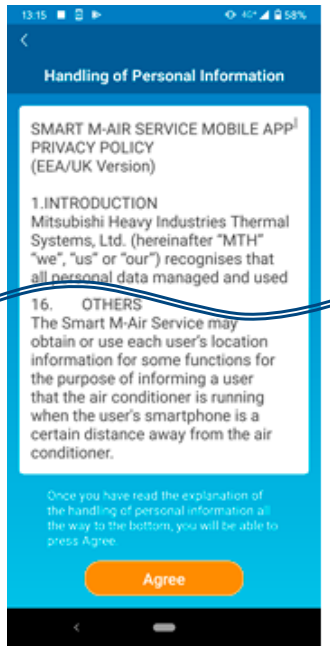 13:15 58%
Handling of Personal Information
SMART M-AIR SERVICE MOBILE APP
PRIVACY POLICY
(EEA/UK Version)
1.INTRODUCTION
Mitsubishi Heavy Industries Thermal
Systems, Ltd. (hereinafter “MTH”
“we”, “us” or “our”) recognises that
all personal data managed and used
16. OTHERS
The Smart M-Air Service may
obtain or use each user's location
information for some functions for
the purpose of informing a user
that the air conditioner is running
when the user's smartphone is a
certain distance away from the air
conditioner.
Once you have read the explanation of
the handling of personal information all
the way to the bottom, you will be able to
press Agree.
Agree